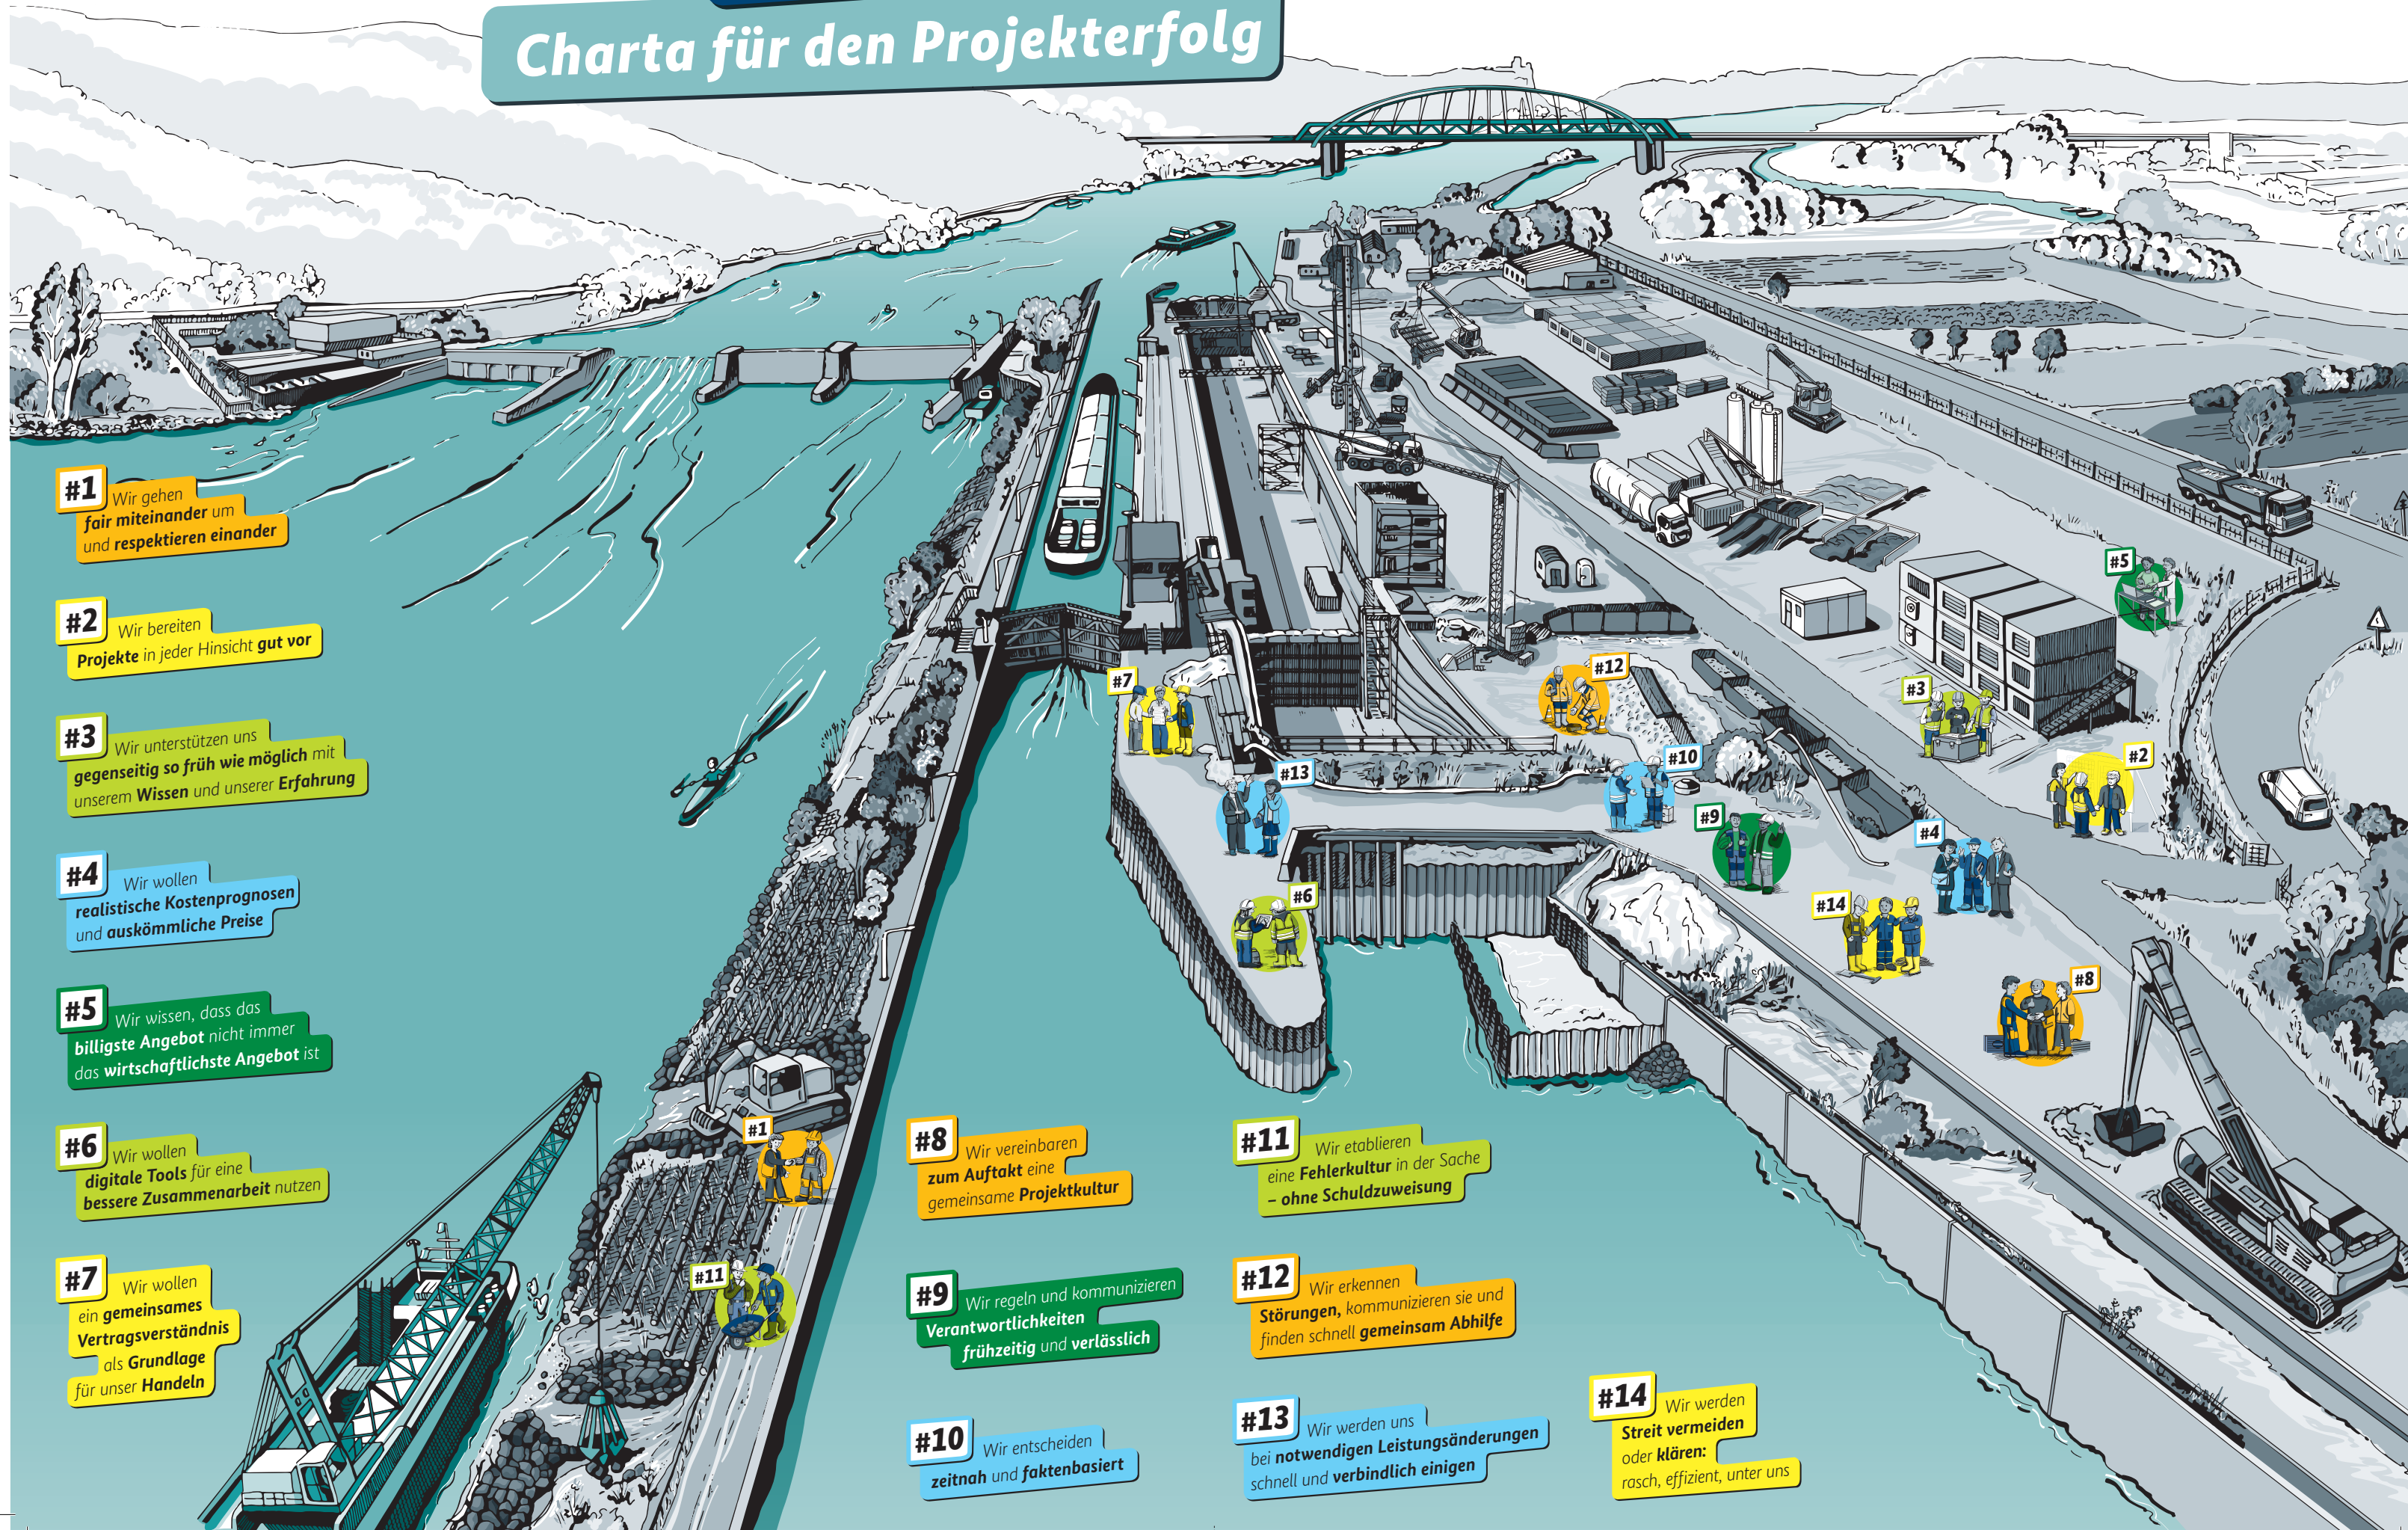 Charta für den Projekterfolg
#1 Wir gehen
fair miteinander um
und respektieren einander
#2 Wir bereiten
Projekte in jeder Hinsicht gut vor
#3 Wir unterstützen uns
gegenseitig so früh wie möglich mit
unserem Wissen und unserer Erfahrung
#4 Wir wollen
realistische Kostenprognosen
und auskömmliche Preise
#5 Wir wissen, dass das
billigste Angebot nicht immer
das wirtschaftlichste Angebot ist
#6 Wir wollen
digitale Tools für eine
bessere Zusammenarbeit nutzen
#7 Wir wollen
ein gemeinsames
Vertragsverständnis
als Grundlage
für unser Handeln
#8 Wir vereinbaren
zum Auftakt eine
gemeinsame Projektkultur
#9 Wir regeln und kommunizieren
Verantwortlichkeiten
frühzeitig und verlässlich
#10 Wir entscheiden
zeitnah und faktenbasiert
#11 Wir etablieren
eine Fehlerkultur in der Sache
– ohne Schuldzuweisung
#12 Wir erkennen
Störungen, kommunizieren sie und
finden schnell gemeinsam Abhilfe
#13 Wir werden uns
bei notwendigen Leistungsänderungen
schnell und verbindlich einigen
#14 Wir werden
Streit vermeiden
oder klären:
rasch, effizient, unter uns
#5
#12
#7
#3
#2
#10
#13
#9
#4
#6
#14
#8
#1
#11